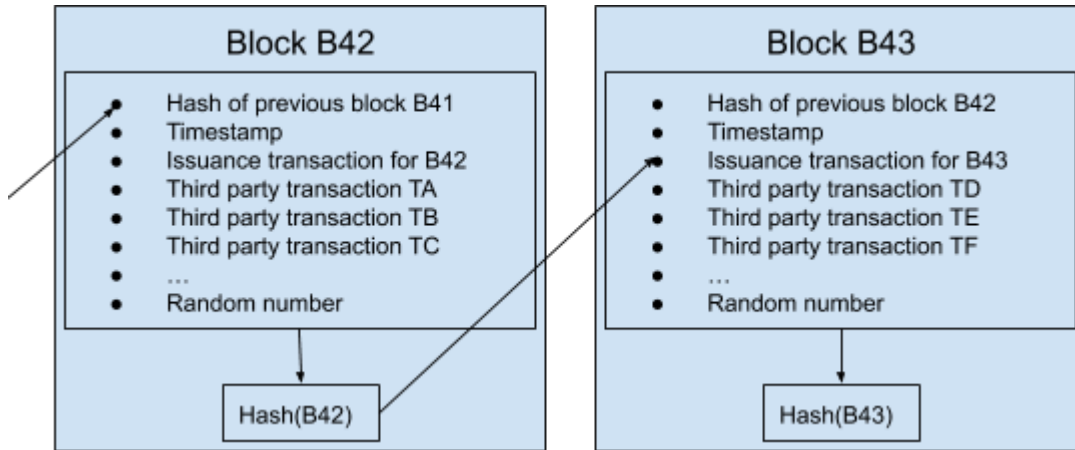 Block B42
● Hash of previous block B41
● Timestamp
● Issuance transaction for B42
● Third party transaction TA
● Third party transaction TB
● Third party transaction TC
● …
● Random number
Hash(B42)
Block B43
● Hash of previous block B42
● Timestamp
● Issuance transaction for B43
● Third party transaction TD
● Third party transaction TE
● Third party transaction TF
● …
● Random number
Hash(B43)